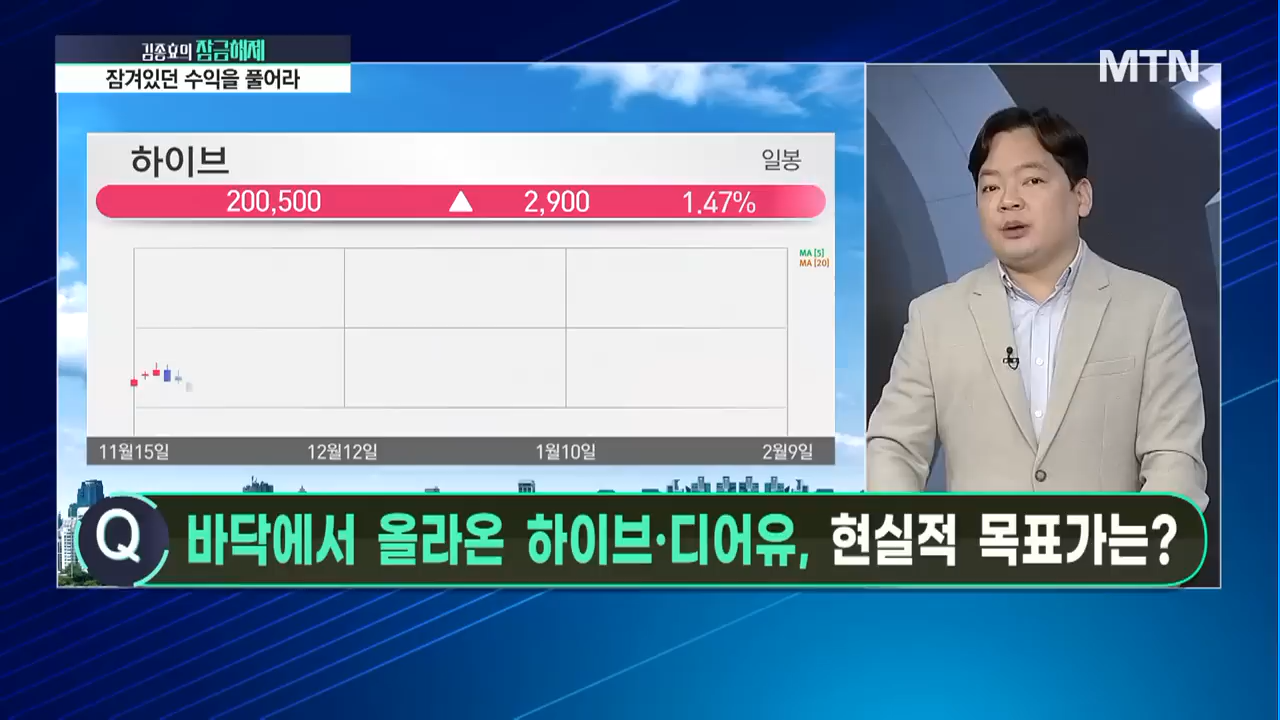 김종효의 잠금해제
잠겨있던 수익을 풀어라
MTN
하이브
일봉
200,500 ▲ 2,900 1.47%
MA [5]
MA [20]
11월15일 12월12일 1월10일 2월9일
Q 바닥에서 올라온 하이브·디어유, 현실적 목표가는?